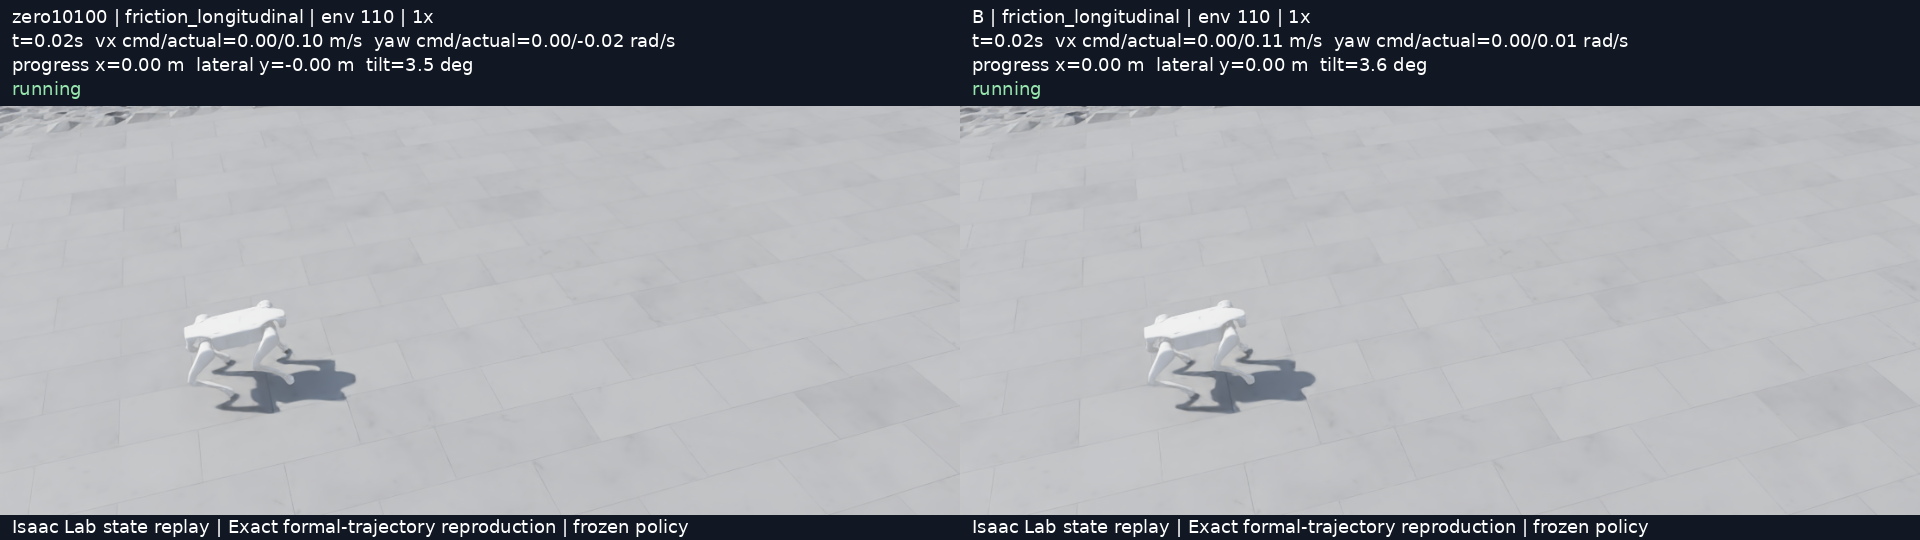 zero10100 | friction_longitudinal | env 110 | 1x
t=0.02s  vx cmd/actual=0.00/0.10 m/s  yaw cmd/actual=0.00/-0.02 rad/s
progress x=0.00 m  lateral y=-0.00 m  tilt=3.5 deg
running
Isaac Lab state replay | Exact formal-trajectory reproduction | frozen policy
B | friction_longitudinal | env 110 | 1x
t=0.02s  vx cmd/actual=0.00/0.11 m/s  yaw cmd/actual=0.00/0.01 rad/s
progress x=0.00 m  lateral y=0.00 m  tilt=3.6 deg
running
Isaac Lab state replay | Exact formal-trajectory reproduction | frozen policy